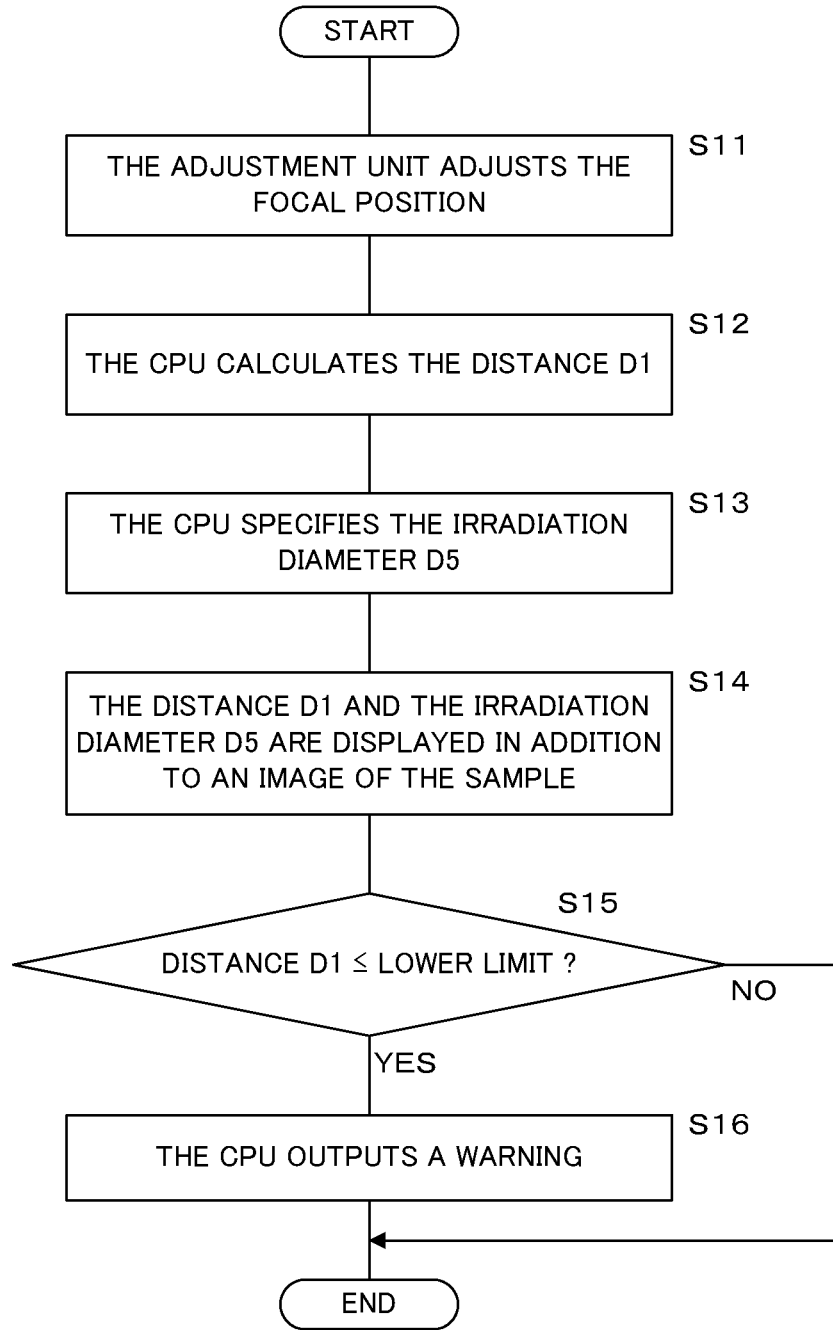 START
S11
THE ADJUSTMENT UNIT ADJUSTS THE
FOCAL POSITION
S12
THE CPU CALCULATES THE DISTANCE D1
S13
THE CPU SPECIFIES THE IRRADIATION
DIAMETER D5
S14
THE DISTANCE D1 AND THE IRRADIATION
DIAMETER D5 ARE DISPLAYED IN ADDITION
TO AN IMAGE OF THE SAMPLE
S15
DISTANCE D1 ≤ LOWER LIMIT ?
NO
YES
S16
THE CPU OUTPUTS A WARNING
END